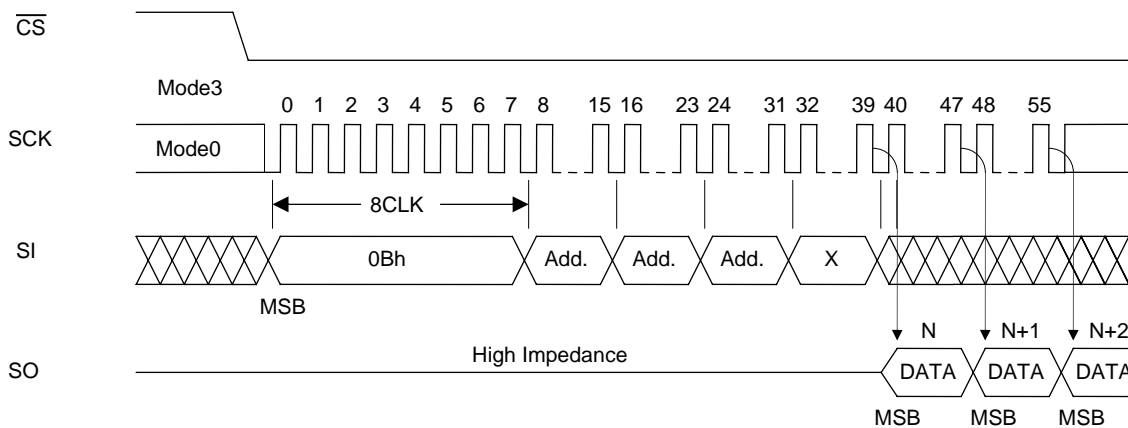 CS
Mode3
0 1 2 3 4 5 6 7 8 15 16 23 24 31 32 39 40 47 48 55
SCK
Mode0
8CLK
SI
0Bh Add. Add. Add. X
MSB
N N+1 N+2
High Impedance
SO
DATA DATA DATA
MSB MSB MSB